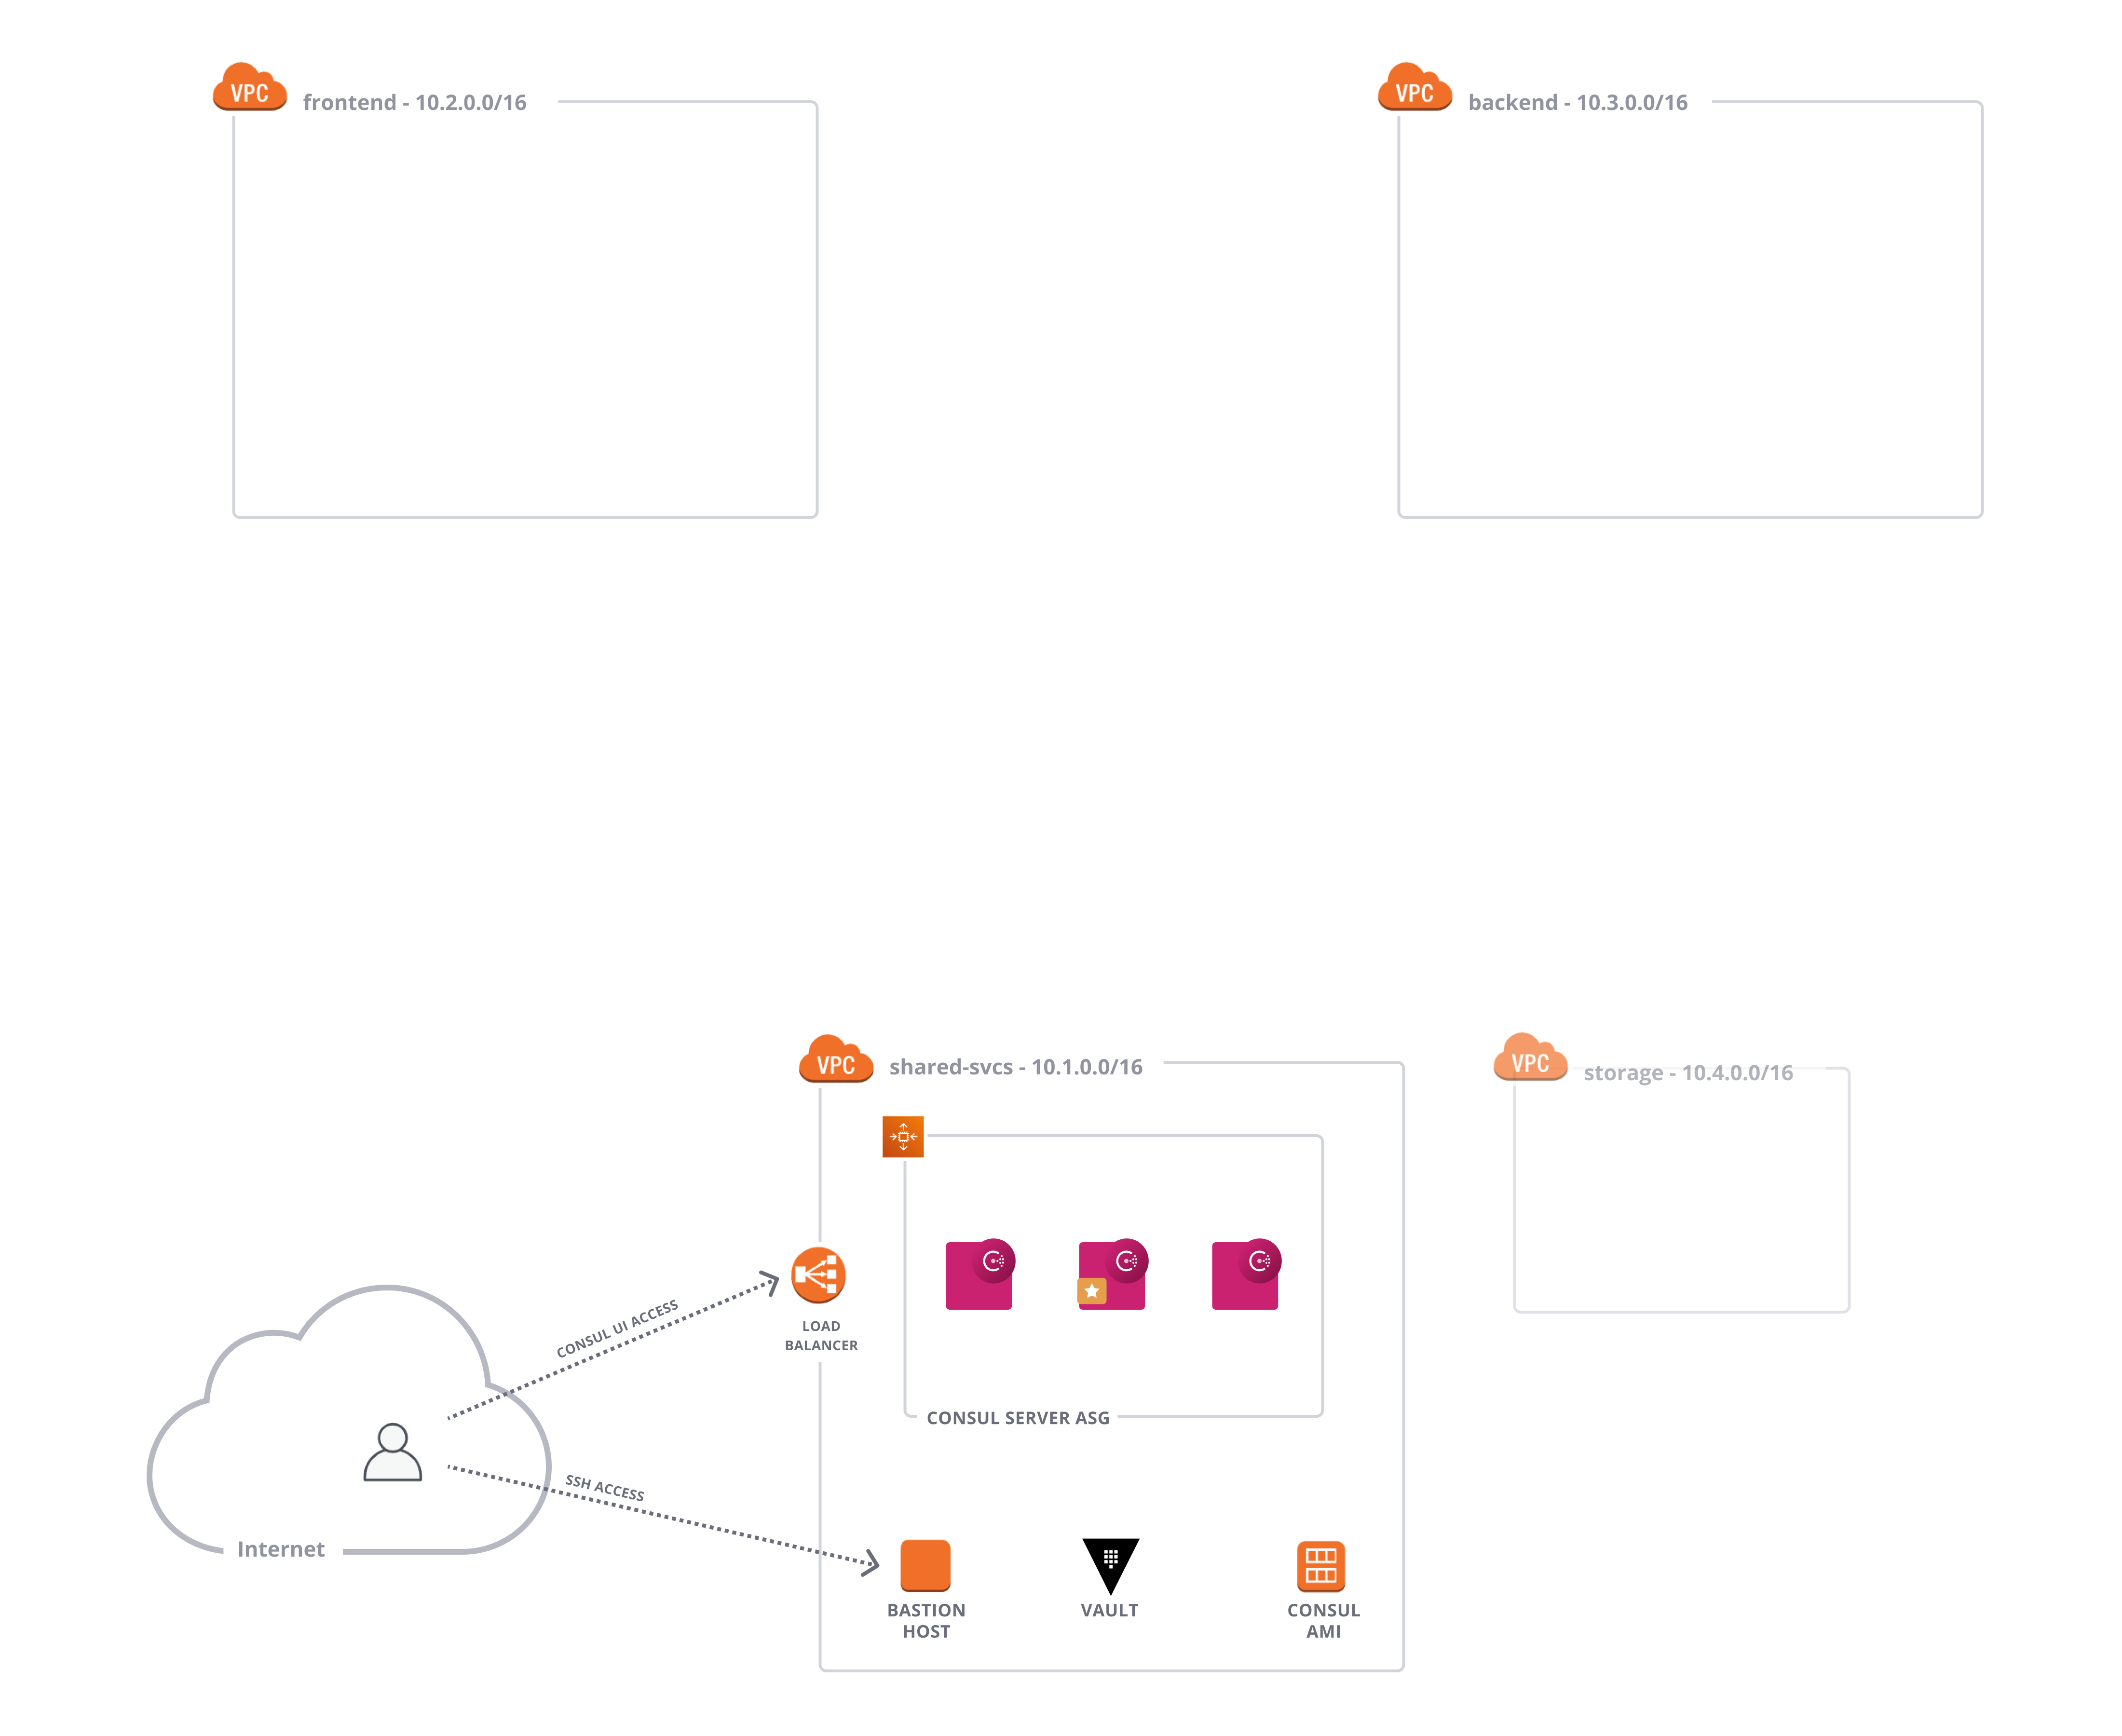 VPC
frontend - 10.2.0.0/16
VPC
backend - 10.3.0.0/16
VPC
shared-svcs - 10.1.0.0/16
VPC
storage - 10.4.0.0/16
CONSUL UI ACCESS
LOAD
BALANCER
CONSUL SERVER ASG
SSH ACCESS
Internet
BASTION
HOST
VAULT
CONSUL
AMI